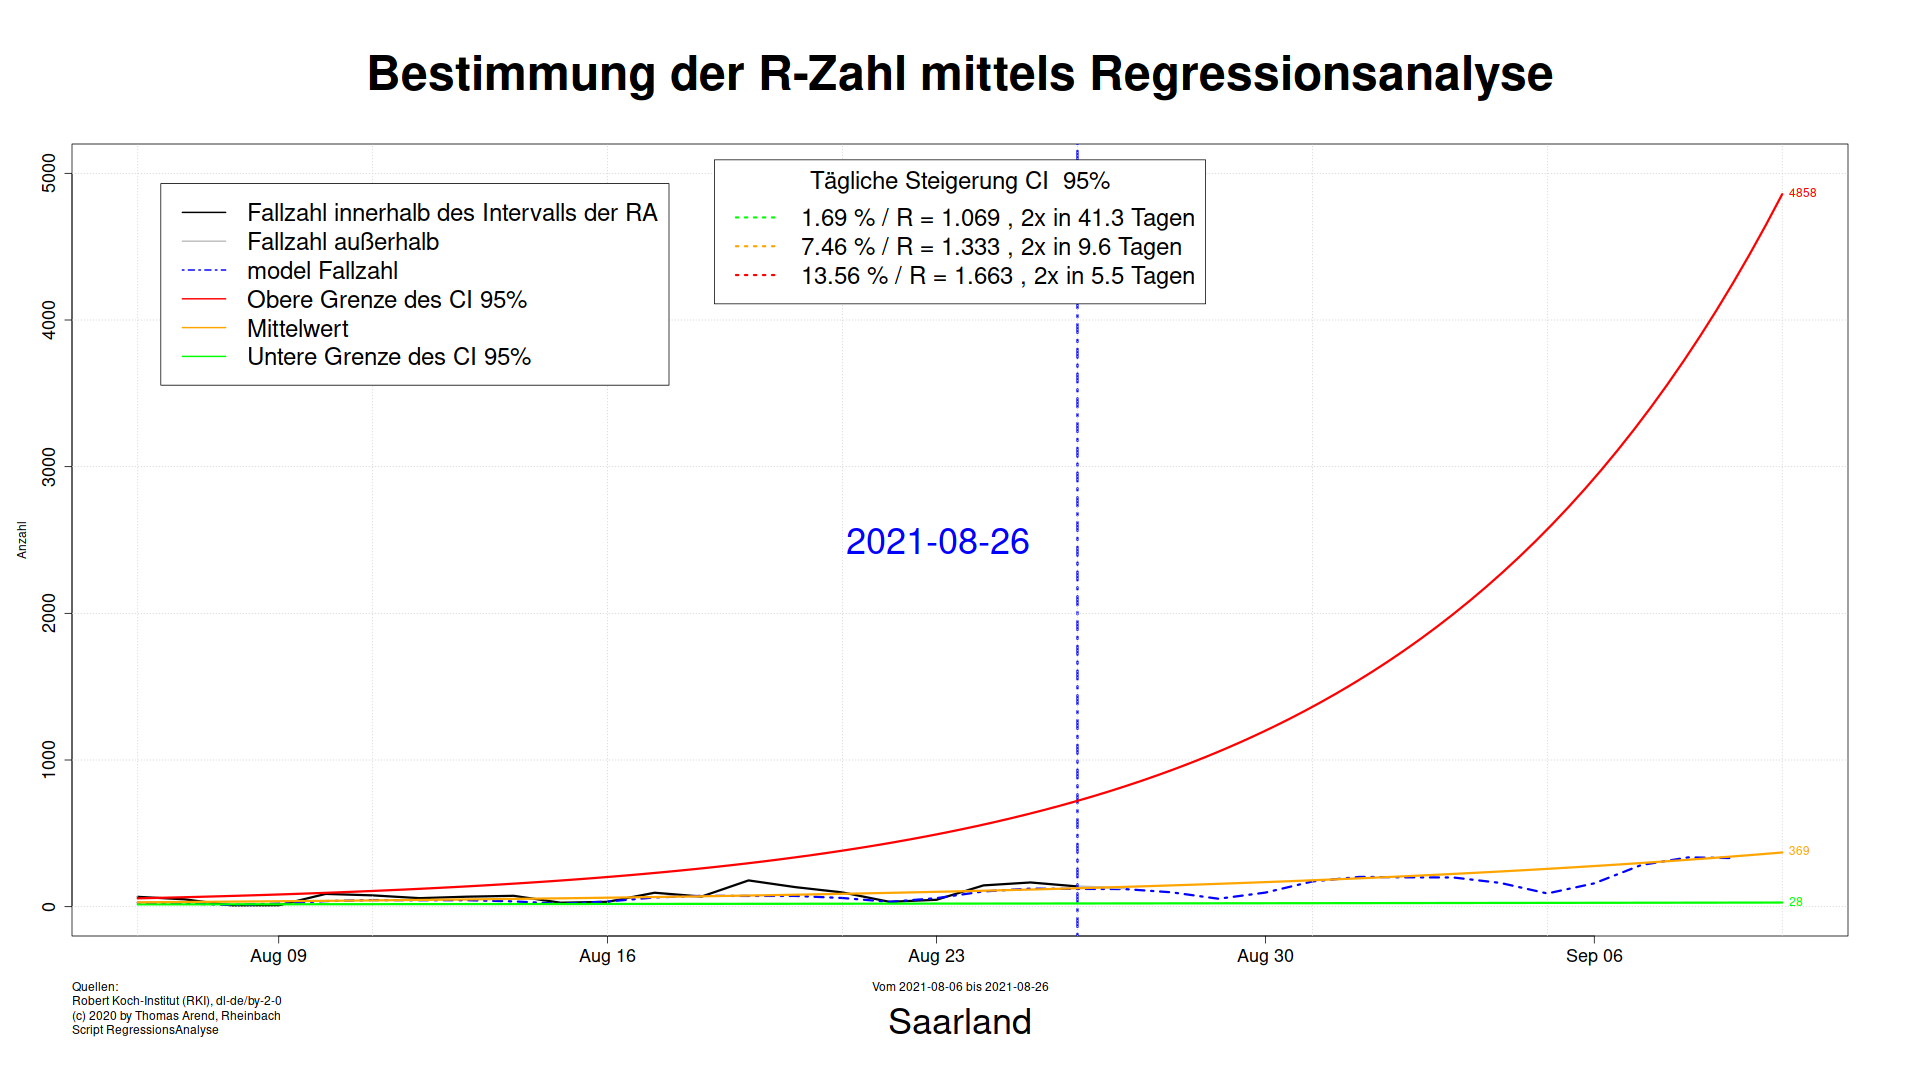 Bestimmung der R-Zahl mittels Regressionsanalyse
Fallzahl innerhalb des Intervalls der RA
Fallzahl außerhalb
model Fallzahl
Obere Grenze des CI 95%
Mittelwert
Untere Grenze des CI 95%
Tägliche Steigerung CI  95%
1.69 % / R = 1.069 , 2x in 41.3 Tagen
7.46 % / R = 1.333 , 2x in 9.6 Tagen
13.56 % / R = 1.663 , 2x in 5.5 Tagen
5000
4000
3000
2000
1000
0
Anzahl
2021-08-26
4858
369
28
Aug 09
Aug 16
Aug 23
Aug 30
Sep 06
Quellen:
Robert Koch-Institut (RKI), dl-de/by-2-0
(c) 2020 by Thomas Arend, Rheinbach
Script RegressionsAnalyse
Vom 2021-08-06 bis 2021-08-26
Saarland